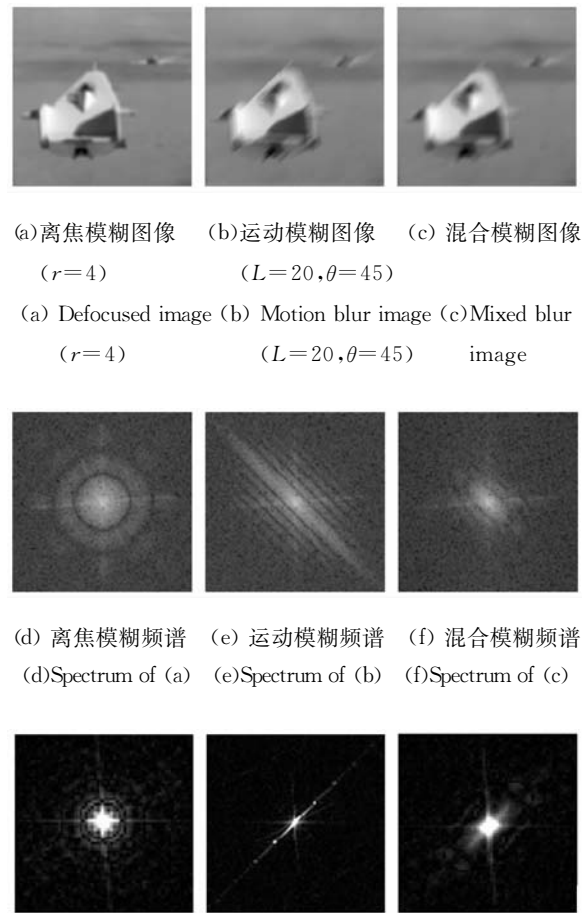 (a)离焦模糊图像 (b)运动模糊图像 (c) 混合模糊图像
(r=4) (L=20,θ=45)
(a) Defocused image (b) Motion blur image (c)Mixed blur
(r=4) (L=20,θ=45) image
(d) 离焦模糊频谱 (e) 运动模糊频谱 (f) 混合模糊频谱
(d)Spectrum of (a) (e)Spectrum of (b) (f)Spectrum of (c)